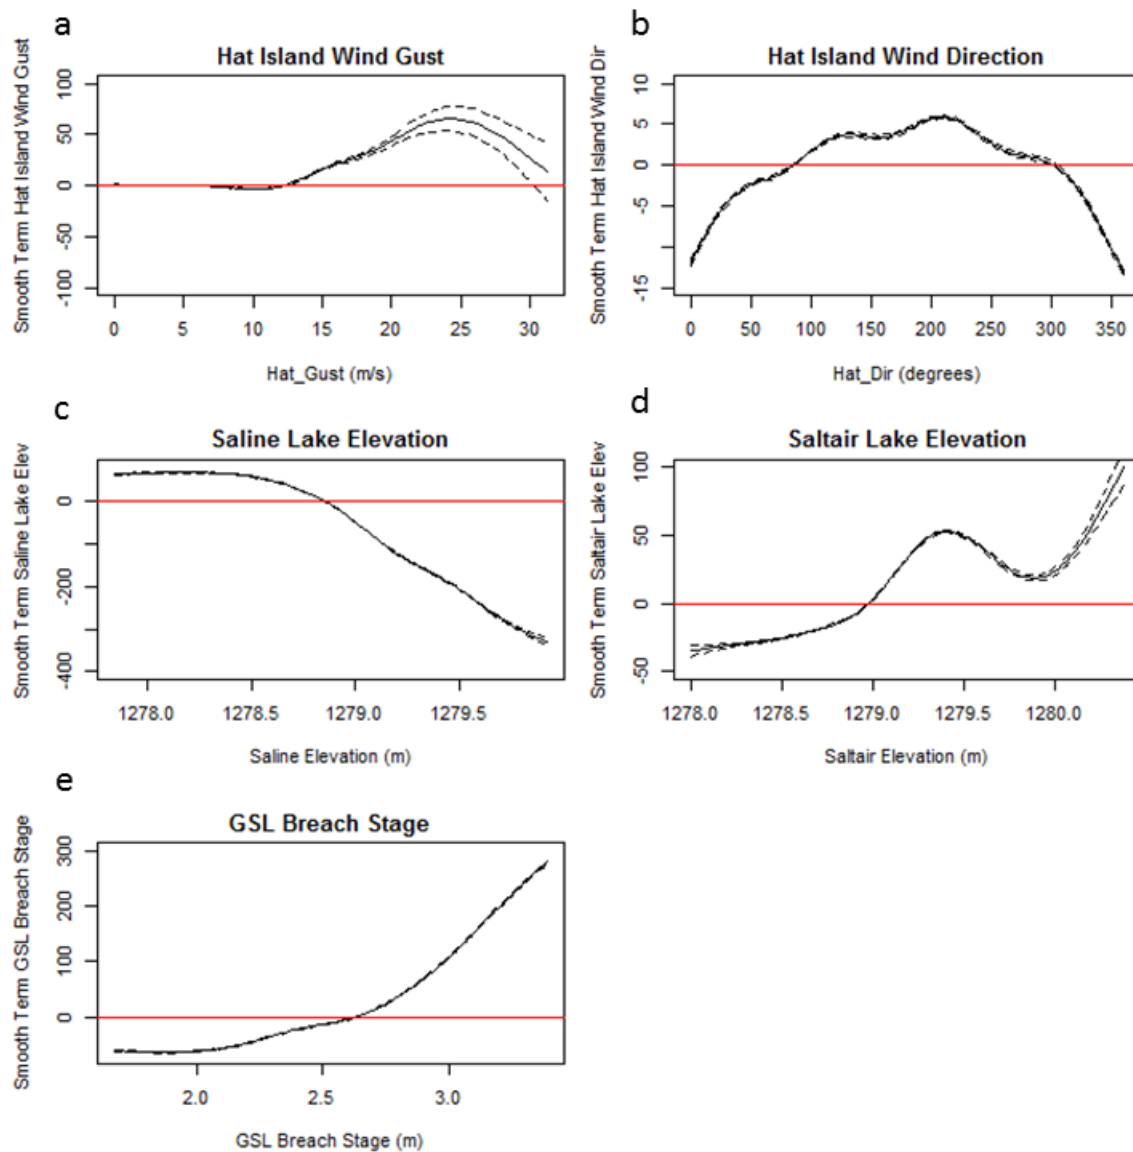 a
Hat Island Wind Gust
Smooth Term Hat Island Wind Gust
100
50
0
-50
-100
0 5 10 15 20 25 30
Hat_Gust (m/s)
b
Hat Island Wind Direction
Smooth Term Hat Island Wind Dir
10
5
0
-5
-15
0 50 100 150 200 250 300 350
Hat_Dir (degrees)
c
Saline Lake Elevation
Smooth Term Saline Lake Elev
0
-200
-400
1278.0 1278.5 1279.0 1279.5
Saline Elevation (m)
d
Saltair Lake Elevation
Smooth Term Saltair Lake Elev
100
50
0
-50
1278.0 1278.5 1279.0 1279.5 1280.0
Saltair Elevation (m)
e
GSL Breach Stage
Smooth Term GSL Breach Stage
300
200
100
0
2.0 2.5 3.0
GSL Breach Stage (m)